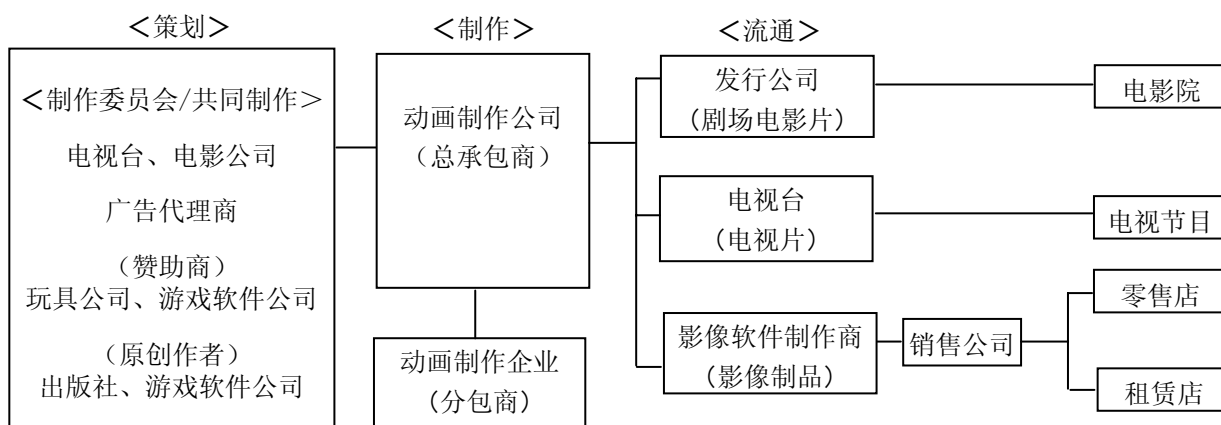 ＜策划＞
＜制作委员会/共同制作＞
电视台、电影公司
广告代理商
（赞助商）
玩具公司、游戏软件公司
（原创作者）
出版社、游戏软件公司
＜制作＞
动画制作公司
（总承包商）
动画制作企业
（分包商）
＜流通＞
发行公司
（剧场电影片）
电影院
电视台
（电视片）
电视节目
影像软件制作商
（影像制品）
销售公司
零售店
租赁店